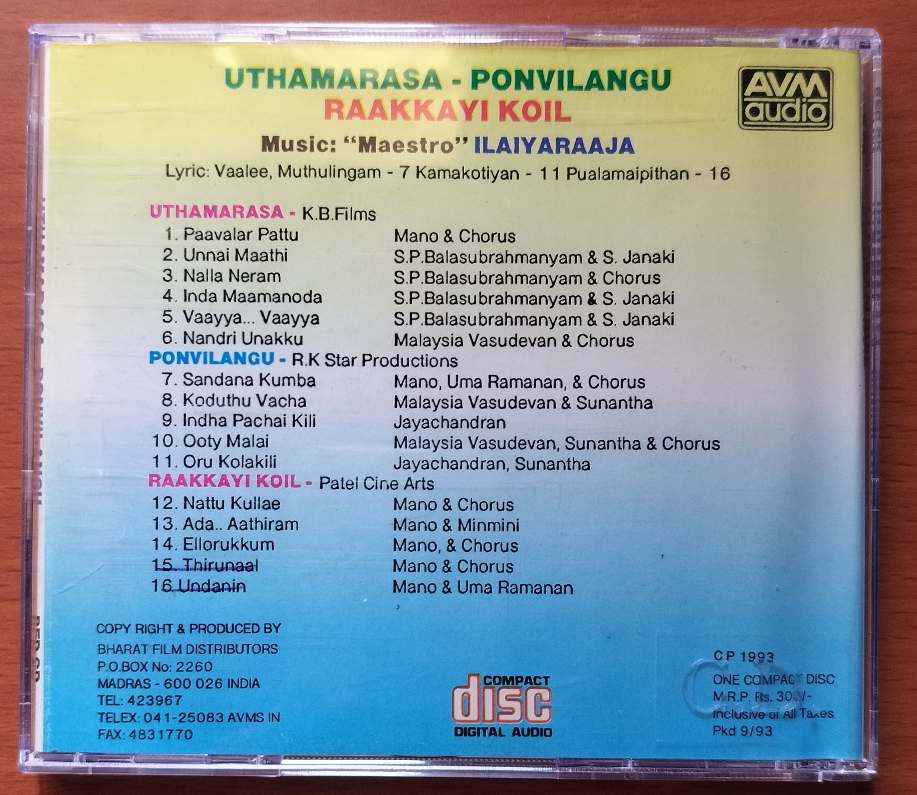 UTHAMARASA - PONVILANGU
RAAKKAYI KOIL
AVM
audio
Music: "Maestro" ILAIYARAAJA
Lyric: Vaalee, Muthulingam - 7 Kamakotiyan - 11 Pualamaipithan - 16
UTHAMARASA - K.B.Films
1. Paavalar Pattu Mano & Chorus
2. Unnai Maathi S.P.Balasubrahmanyam & S. Janaki
3. Nalla Neram S.P.Balasubrahmanyam & Chorus
4. Inda Maamanoda S.P.Balasubrahmanyam & S. Janaki
5. Vaayya... Vaayya S.P.Balasubrahmanyam & S. Janaki
6. Nandri Unakku Malaysia Vasudevan & Chorus
PONVILANGU - R.K Star Productions
7. Sandana Kumba Mano, Uma Ramanan, & Chorus
8. Koduthu Vacha Malaysia Vasudevan & Sunantha
9. Indha Pachai Kili Jayachandran
10. Ooty Malai Malaysia Vasudevan, Sunantha & Chorus
11. Oru Kolakili Jayachandran, Sunantha
RAAKKAYI KOIL - Patel Cine Arts
12. Nattu Kullae Mano & Chorus
13. Ada.. Aathiram Mano & Minmini
14. Ellorukkum Mano, & Chorus
15. Thirunaal Mano & Chorus
16 Undanin Mano & Uma Ramanan
COPY RIGHT & PRODUCED BY
BHARAT FILM DISTRIBUTORS
P.O.BOX No: 2260
MADRAS - 600 026 INDIA
TEL: 423967
TELEX: 041-25083 AVMS IN
FAX: 4831770
COMPACT
disc
DIGITAL AUDIO
C P 1993
ONE COMPACT DISC
M.R.P. Rs. 300/-
Inclusive of All Taxes
Pkd 9/93